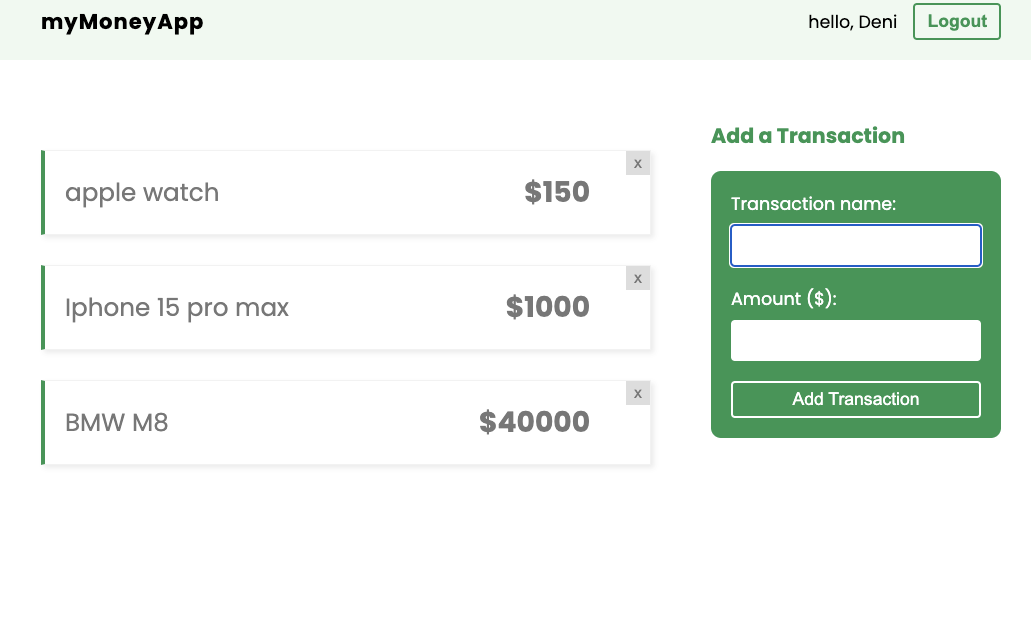 myMoneyApp
hello, Deni
Logout
x
apple watch
$150
x
Iphone 15 pro max
$1000
x
BMW M8
$40000
Add a Transaction
Transaction name:
Amount ($):
Add Transaction